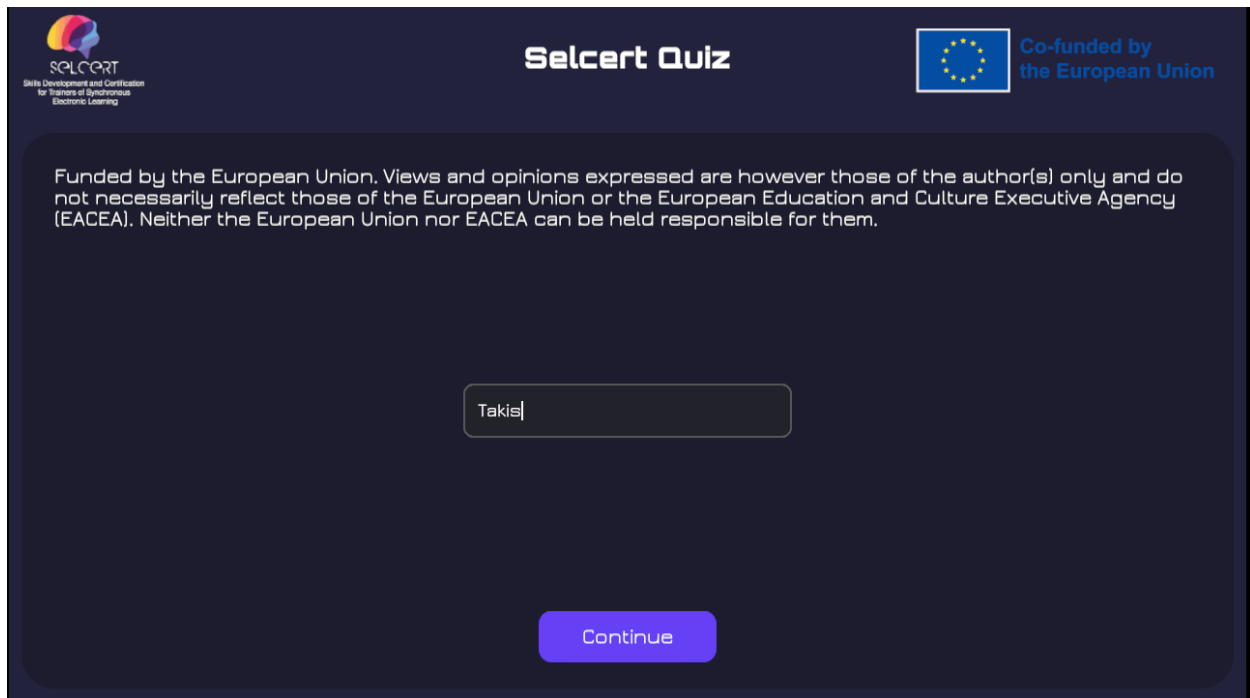 SELCERT
Skills Development and Certification
for Trainers of Synchronous
Electronic Learning
Selcert Quiz
Co-funded by
the European Union
Funded by the European Union. Views and opinions expressed are however those of the author(s) only and do
not necessarily reflect those of the European Union or the European Education and Culture Executive Agency
(EACEA). Neither the European Union nor EACEA can be held responsible for them.
Takis
Continue